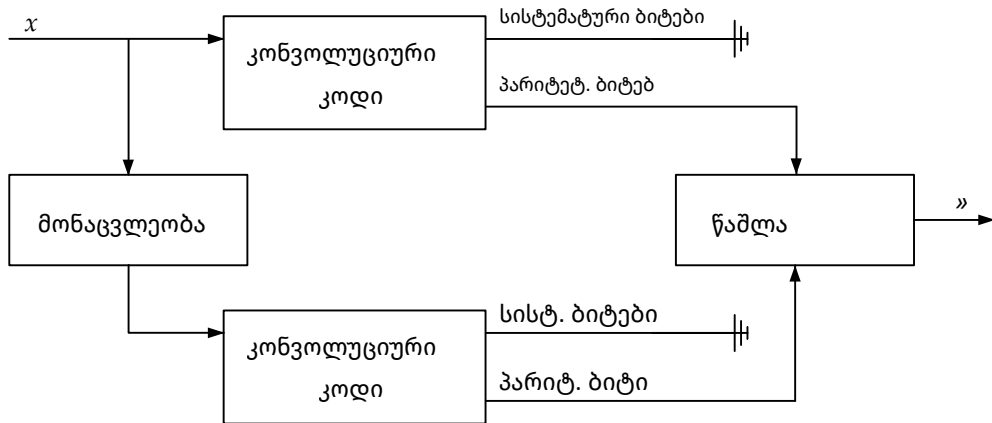 x
სისტემატური ბიტები
კონვოლუციური
კოდი
პარიტეტ. ბიტებ
მონაცვლეობა
წაშლა
»
სისტ. ბიტები
კონვოლუციური
კოდი
პარიტ. ბიტი